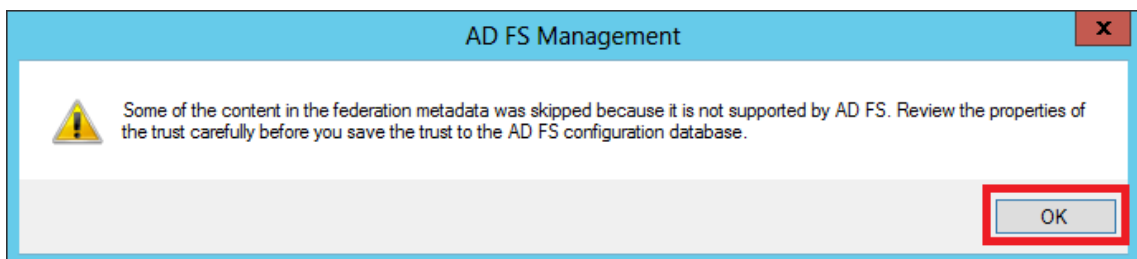 AD FS Management
x
Some of the content in the federation metadata was skipped because it is not supported by AD FS. Review the properties of
the trust carefully before you save the trust to the AD FS configuration database.
OK